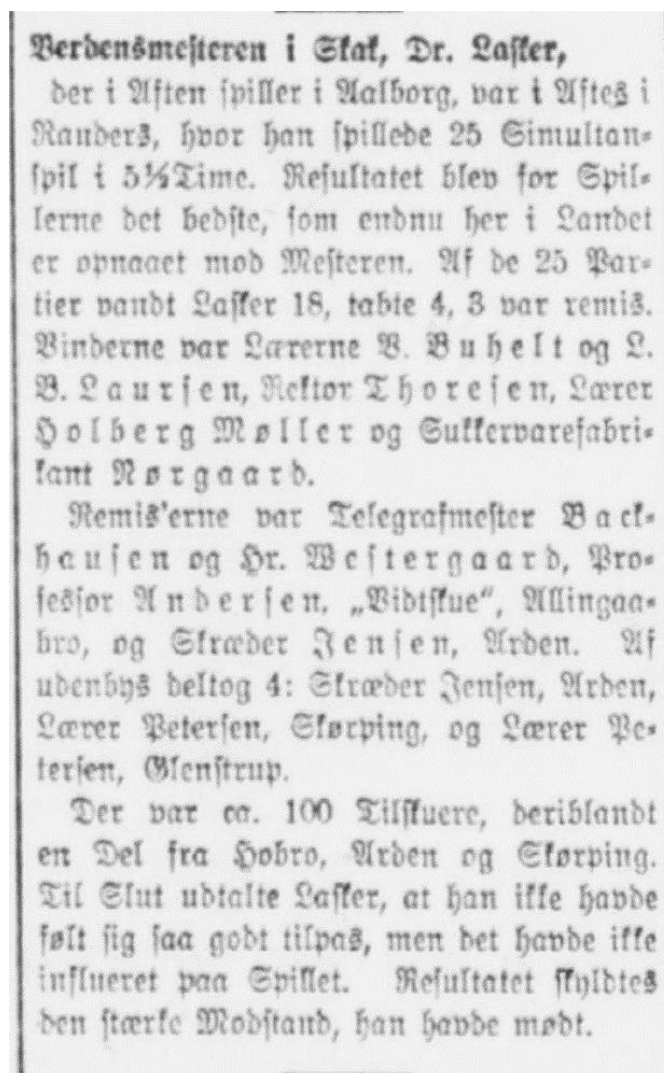 Verdensmesteren i Skak, Dr. Lasker,
der i Aften spiller i Aalborg, var i Aftes i
Randers, hvor han spillede 25 Simultan-
spil i 5½ Time. Resultatet blev for Spil-
lerne det bedste, som endnu her i Landet
er opnaaet mod Mesteren. Af de 25 Par-
tier vandt Lasker 18, tabte 4, 3 var remis.
Vinderne var Lærerne V. Buhelt og L.
B. Laursen, Rektor Thoresen, Lærer
Holberg Møller og Sukkervarefabri-
kant Nørgaard.
Remis'erne var Telegrafmester Back-
hausen og Hr. Westergaard, Pro-
fessor Andersen, „Vidtskue“, Allingaa-
bro, og Skræder Jensen, Arden. Af
udenbys deltog 4: Skræder Jensen, Arden,
Lærer Petersen, Skørping, og Lærer Pe-
tersen, Glenstrup.
Der var ca. 100 Tilskuere, deriblandt
en Del fra Hobro, Arden og Skørping.
Til Slut udtalte Lasker, at han ikke havde
følt sig saa godt tilpas, men det havde ikke
influeret paa Spillet. Resultatet skyldtes
den stærke Modstand, han havde mødt.